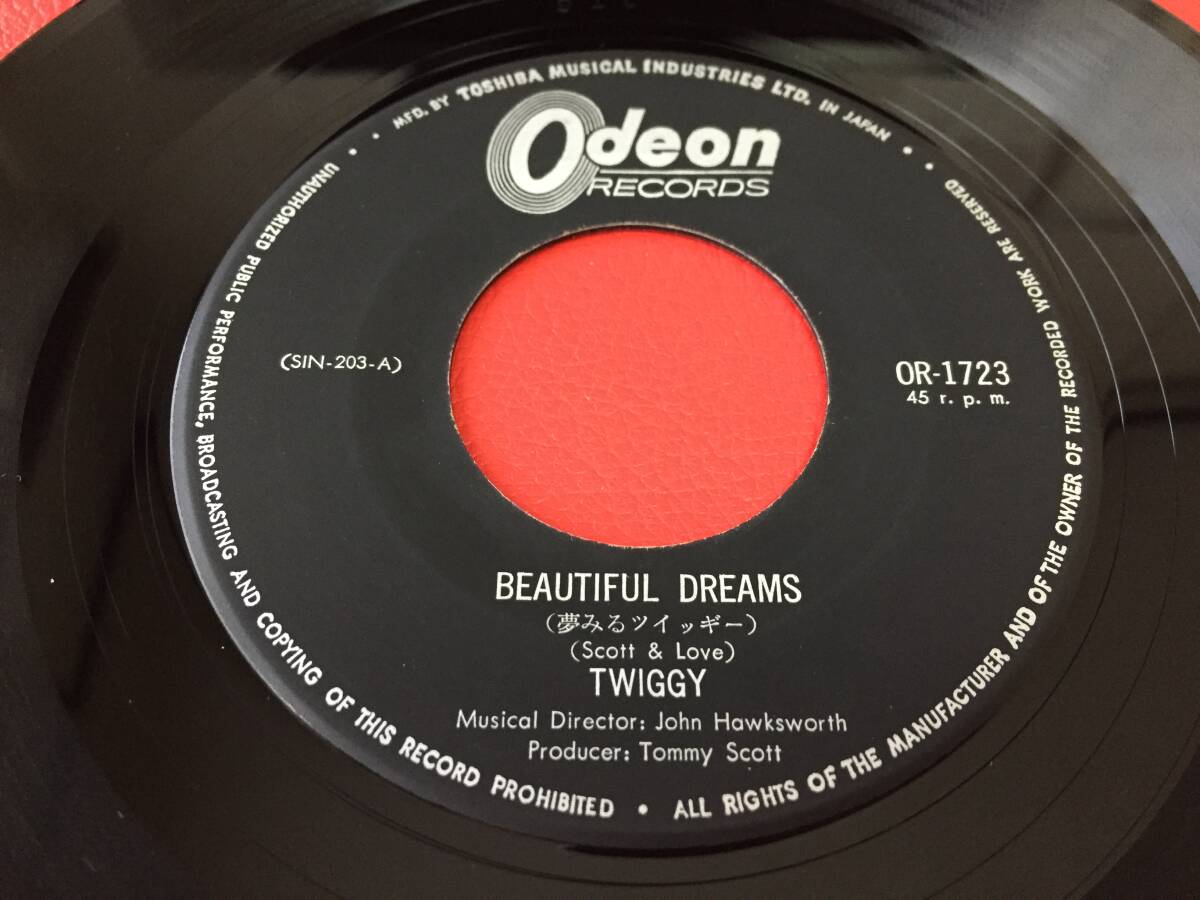 MFD. BY TOSHIBA MUSICAL INDUSTRIES LTD. IN JAPAN
Odeon
RECORDS
(SIN-203-A)
OR-1723
45 r. p. m.
BEAUTIFUL DREAMS
(夢みるツイッギー)
(Scott & Love)
TWIGGY
Musical Director: John Hawksworth
Producer: Tommy Scott
UNAUTHORIZED PUBLIC PERFORMANCE, BROADCASTING AND COPYING OF THIS RECORD PROHIBITED • ALL RIGHTS OF THE MANUFACTURER AND OF THE OWNER OF THE RECORDED WORK ARE RESERVED